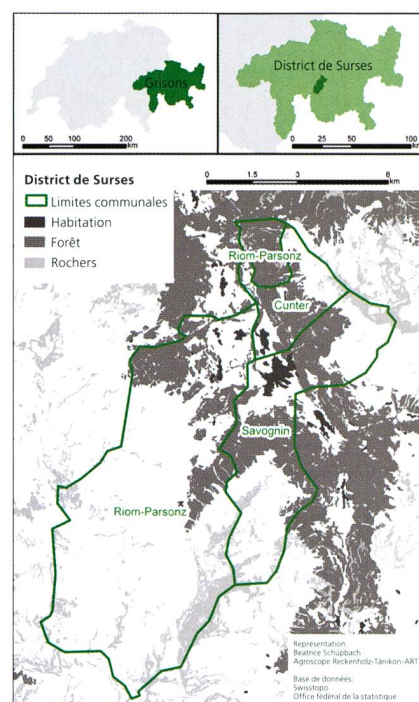 Grisons
0 50 100 200
km
District de Surses
0 25 50 100
km
District de Surses
Limites communales
Habitation
Forêt
Rochers
0 1.5 3 6
km
Riom-Parsonz
Cunter
Savognin
Riom-Parsonz
Représentation:
Beatrice Schüpbach
Agroscope Reckenholz-Tänikon-ART
Base de données:
Swisstopo
Office fédéral de la statistique